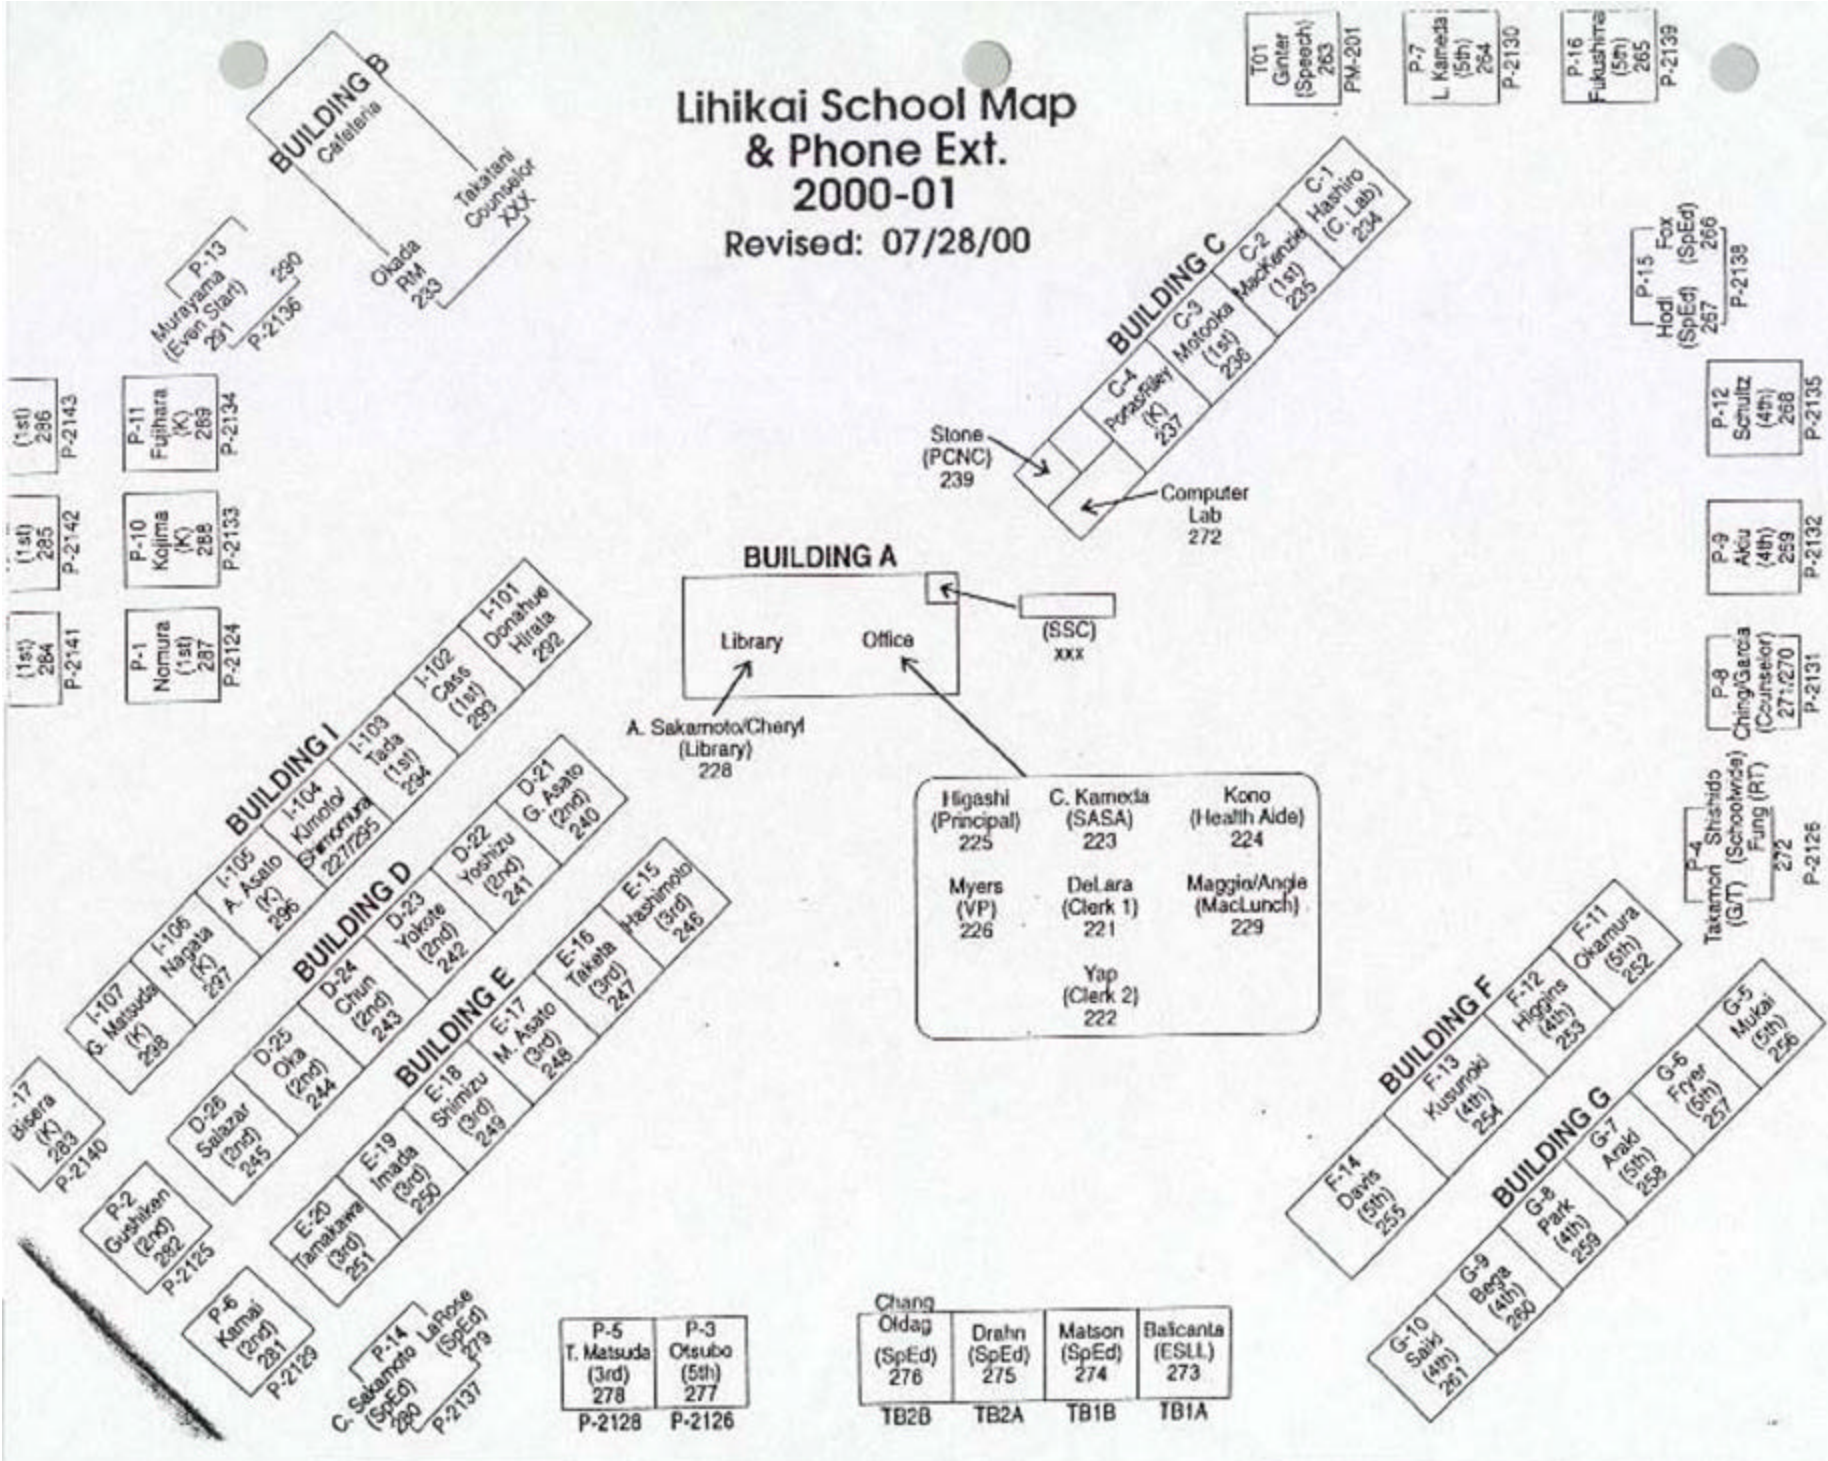 Lihikai School Map
& Phone Ext.
2000-01
Revised: 07/28/00
BUILDING B
Cafeteria
Takatani
Counselor
XXX
Okada
RM
233
P-13
Murayama
(Even Start)
291
290
P-2136
T01
Ginter
(Speech)
263
PM-201
P-7
L. Kameda
(5th)
264
P-2130
P-16
Fukushima
(5th)
265
P-2139
BUILDING C
C-1
Hashiro
(C. Lab)
234
C-2
MacKenzie
(1st)
235
C-3
Motooka
(1st)
236
C-4
Portas/Riley
(K)
237
Stone
(PCNC)
239
Computer
Lab
272
P-15
Fox
(SpEd)
266
Hodl
(SpEd)
267
P-2138
P-12
Schultz
(4th)
268
P-2135
P-9
Akiu
(4th)
269
P-2132
P-8
Ching/Garcia
(Counselor)
271/270
P-2131
P-4
Takamori Shishido
(G/T) (Schoolwide)
Fung (RT)
272
P-2126
(1st)
286
P-2143
P-11
Fujihara
(K)
289
P-2134
(1st)
285
P-2142
P-10
Kojima
(K)
288
P-2133
(1st)
284
P-2141
P-1
Nomura
(1st)
287
P-2124
BUILDING A
Library
Office
(SSC)
xxx
A. Sakamoto/Cheryl
(Library)
228
Higashi
(Principal)
225
C. Kameda
(SASA)
223
Kono
(Health Aide)
224
Myers
(VP)
226
DeLara
(Clerk 1)
221
Maggie/Angie
(MacLunch)
229
Yap
(Clerk 2)
222
BUILDING I
I-101
Donahue
Hirata
292
I-102
Cass
(1st)
293
I-103
Tada
(1st)
294
I-104
Kimoto/
Shimomura
227/295
I-105
A. Asato
(K)
296
I-106
Nagata
(K)
297
I-107
G. Matsuda
(K)
298
BUILDING D
D-21
G. Asato
(2nd)
240
D-22
Yoshizu
(2nd)
241
D-23
Yokote
(2nd)
242
D-24
Chun
(2nd)
243
D-25
Oka
(2nd)
244
D-26
Salazar
(2nd)
245
BUILDING E
E-15
Hashimoto
(3rd)
246
E-16
Taketa
(3rd)
247
E-17
M. Asato
(3rd)
248
E-18
Shimizu
(3rd)
249
E-19
Imada
(3rd)
250
E-20
Tamakawa
(3rd)
251
BUILDING F
F-11
Okamura
(5th)
252
F-12
Higgins
(4th)
253
F-13
Kusunoki
(4th)
254
F-14
Davis
(5th)
255
BUILDING G
G-5
Mukai
(5th)
256
G-6
Fryer
(5th)
257
G-7
Araki
(5th)
258
G-8
Park
(4th)
259
G-9
Bega
(4th)
260
G-10
Saiki
(4th)
261
-17
Bisera
(K)
283
P-2140
P-2
Gushiken
(2nd)
282
P-2125
P-6
Kamai
(2nd)
281
P-2129
P-14
LaRose
(SpEd)
279
C. Sakamoto
(SpEd)
280
P-2137
P-5
T. Matsuda
(3rd)
278
P-2128
P-3
Otsubo
(5th)
277
P-2126
Chang
Oldag
(SpEd)
276
TB2B
Drahn
(SpEd)
275
TB2A
Matson
(SpEd)
274
TB1B
Balicanta
(ESLL)
273
TB1A